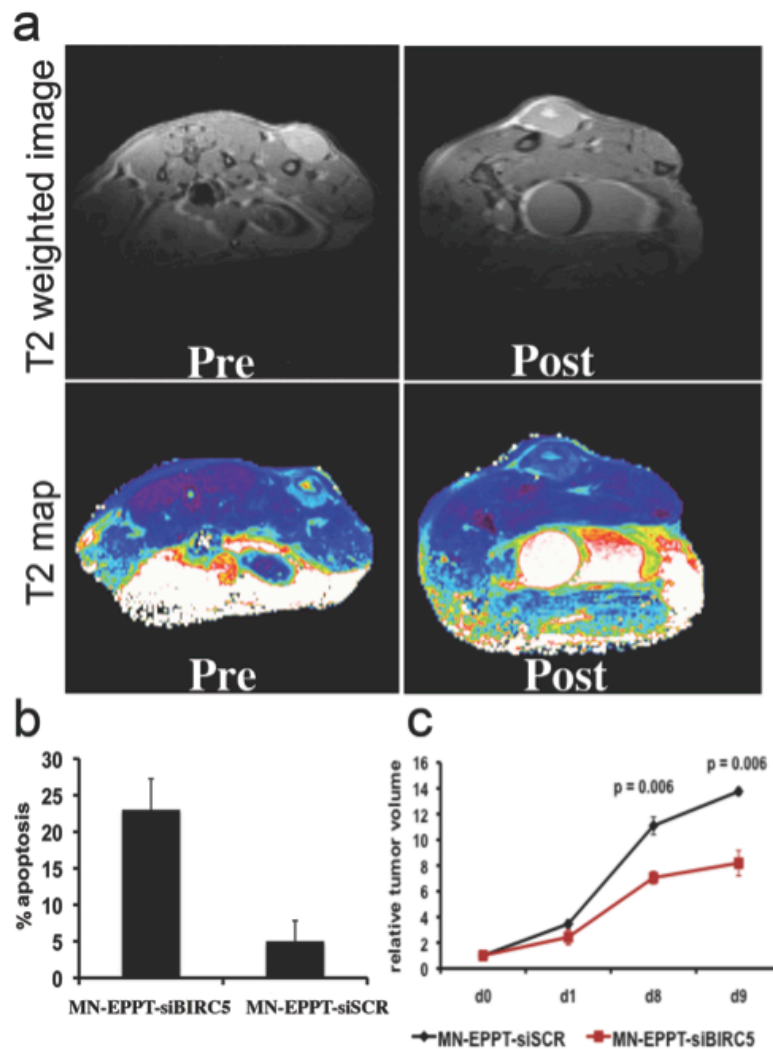 a
T2 weighted image
Pre
Post
T2 map
Pre
Post
b
% apoptosis
30
25
20
15
10
5
0
MN-EPPT-siBIRC5
MN-EPPT-siSCR
c
relative tumor volume
16
14
12
10
8
6
4
2
0
p = 0.006
p = 0.006
d0
d1
d8
d9
MN-EPPT-siSCR
MN-EPPT-siBIRC5